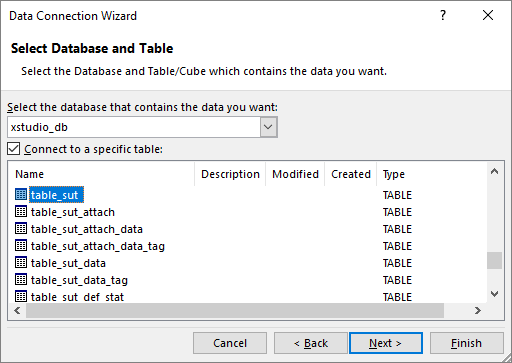 Data Connection Wizard
Select Database and Table
Select the Database and Table/Cube which contains the data you want.
Select the database that contains the data you want:
xstudio_db
Connect to a specific table:
Name Description Modified Created Type
table_sut TABLE
table_sut_attach TABLE
table_sut_attach_data TABLE
table_sut_attach_data_tag TABLE
table_sut_data TABLE
table_sut_data_tag TABLE
table_sut_def_stat TABLE
Cancel < Back Next > Finish